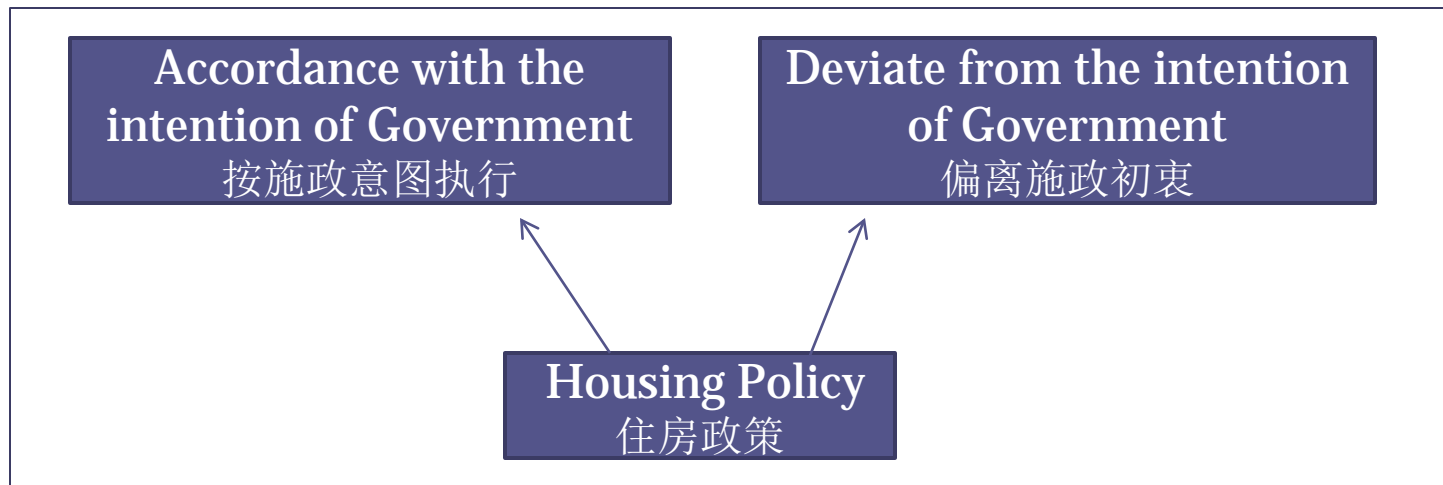 Accordance with the
intention of Government
按施政意图执行
Deviate from the intention
of Government
偏离施政初衷
Housing Policy
住房政策